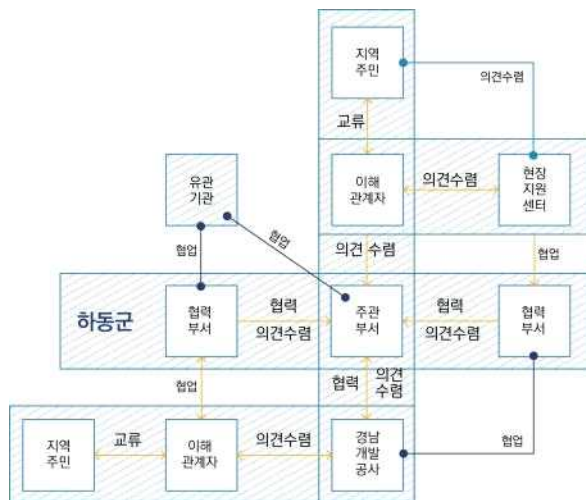 지역
주민
의견수렴
교류
유관
기관
이해
관계자
의견수렴
현장
지원
센터
협업
협업
의견 수렴
협업
하동군
협력
부서
협력
의견수렴
주관
부서
협력
의견수렴
협력
부서
협업
협력
의견
수렴
협업
지역
주민
교류
이해
관계자
의견수렴
경남
개발
공사